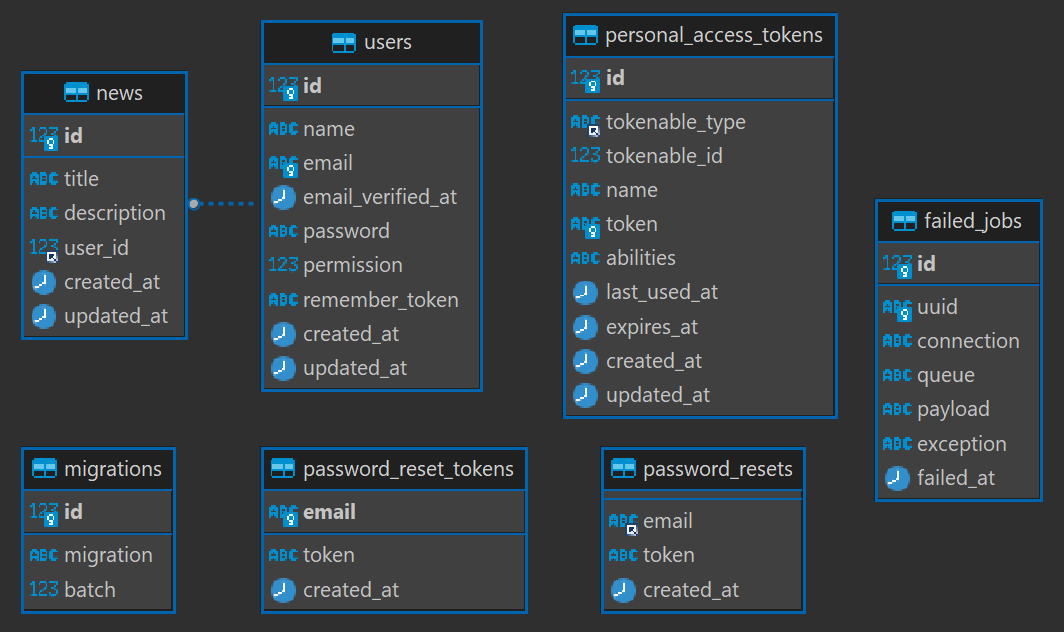 news
123 id
ABC title
ABC description
123 user_id
created_at
updated_at
users
123 id
ABC name
ABC email
email_verified_at
ABC password
123 permission
ABC remember_token
created_at
updated_at
personal_access_tokens
123 id
ABC tokenable_type
123 tokenable_id
ABC name
ABC token
ABC abilities
last_used_at
expires_at
created_at
updated_at
failed_jobs
123 id
ABC uuid
ABC connection
ABC queue
ABC payload
ABC exception
failed_at
migrations
123 id
ABC migration
123 batch
password_reset_tokens
ABC email
ABC token
created_at
password_resets
ABC email
ABC token
created_at